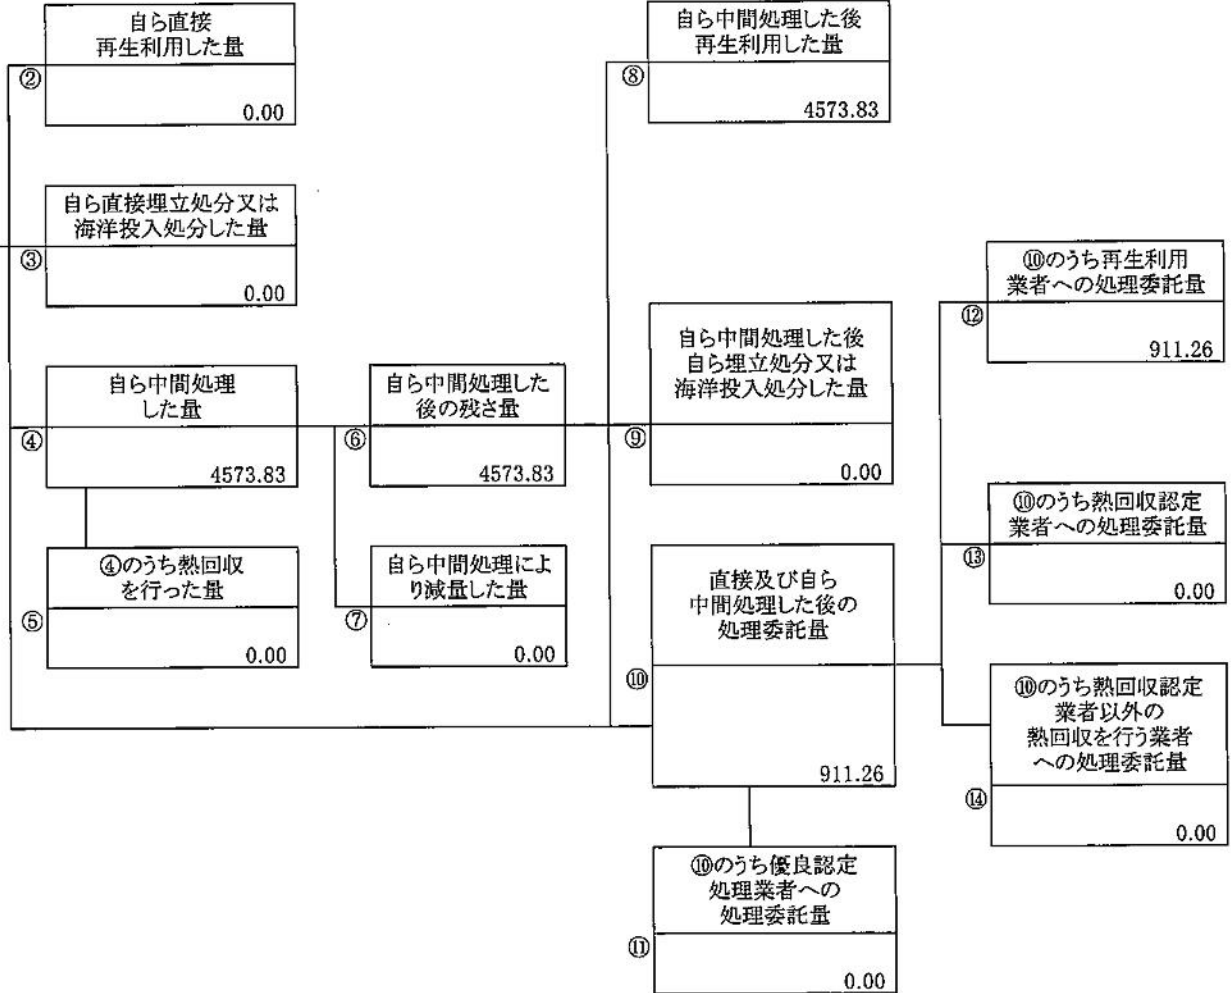 自ら直接
再生利用した量
②
0.00
自ら直接埋立処分又は
海洋投入処分した量
③
0.00
自ら中間処理
した量
④
4573.83
④のうち熱回収
を行った量
⑤
0.00
自ら中間処理した
後の残さ量
⑥
4573.83
自ら中間処理によ
り減量した量
⑦
0.00
自ら中間処理した後
再生利用した量
⑧
4573.83
自ら中間処理した後
自ら埋立処分又は
海洋投入処分した量
⑨
0.00
直接及び自ら
中間処理した後の
処理委託量
⑩
911.26
⑩のうち優良認定
処理業者への
処理委託量
⑪
0.00
⑩のうち再生利用
業者への処理委託量
⑫
911.26
⑩のうち熱回収認定
業者への処理委託量
⑬
0.00
⑩のうち熱回収認定
業者以外の
熱回収を行う業者
への処理委託量
⑭
0.00